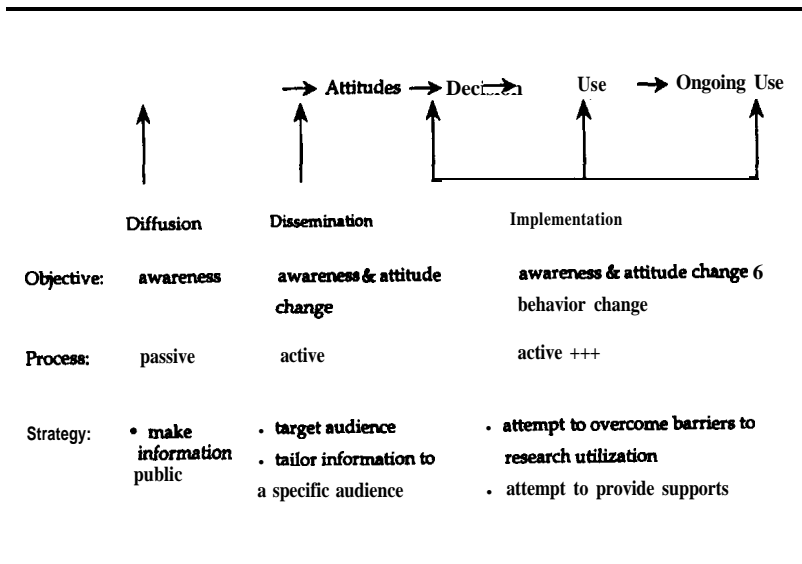 → Attitudes → Decision → Use → Ongoing Use
Diffusion Dissemination Implementation
Objective: awareness awareness & attitude awareness & attitude change 6
change behavior change
Process: passive active active +++
Strategy: • make • target audience • attempt to overcome barriers to
information • tailor information to research utilization
public a specific audience • attempt to provide supports